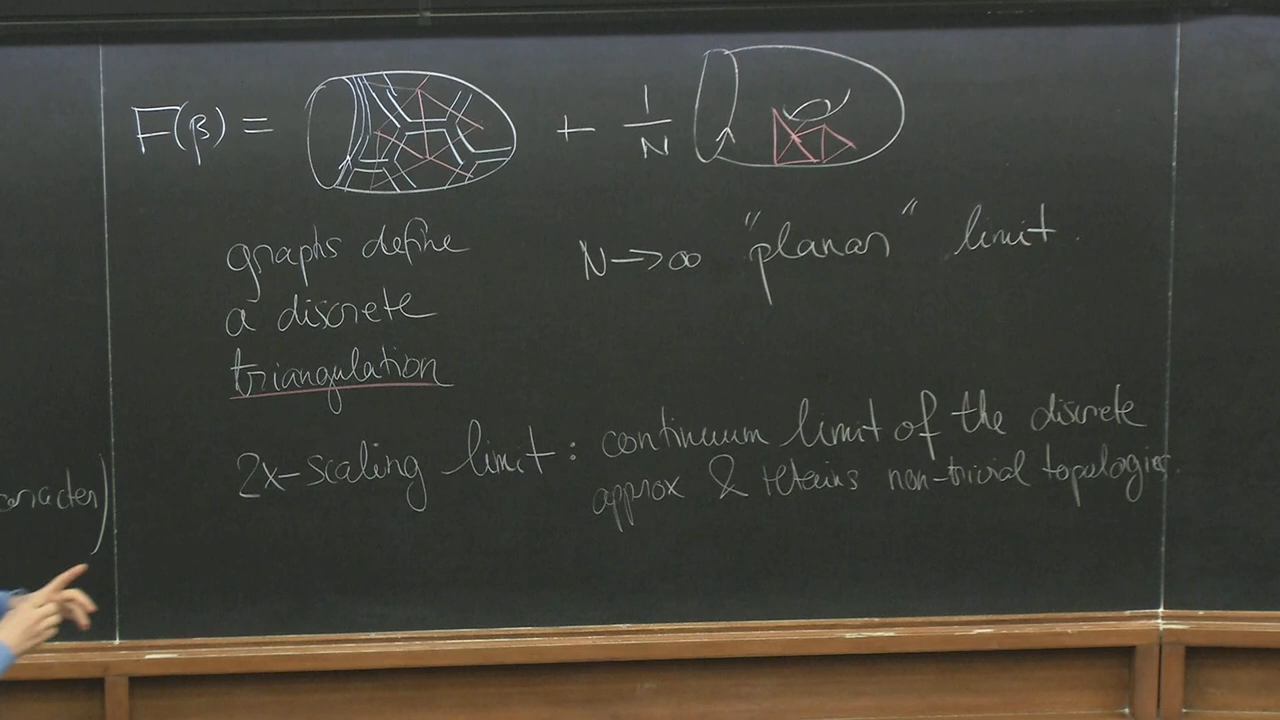 F(β) = + 1/N
graphs define
a discrete
triangulation
N→∞ "planar" limit.
2x-scaling limit: continuum limit of the discrete
approx & retains non-trivial topologies.